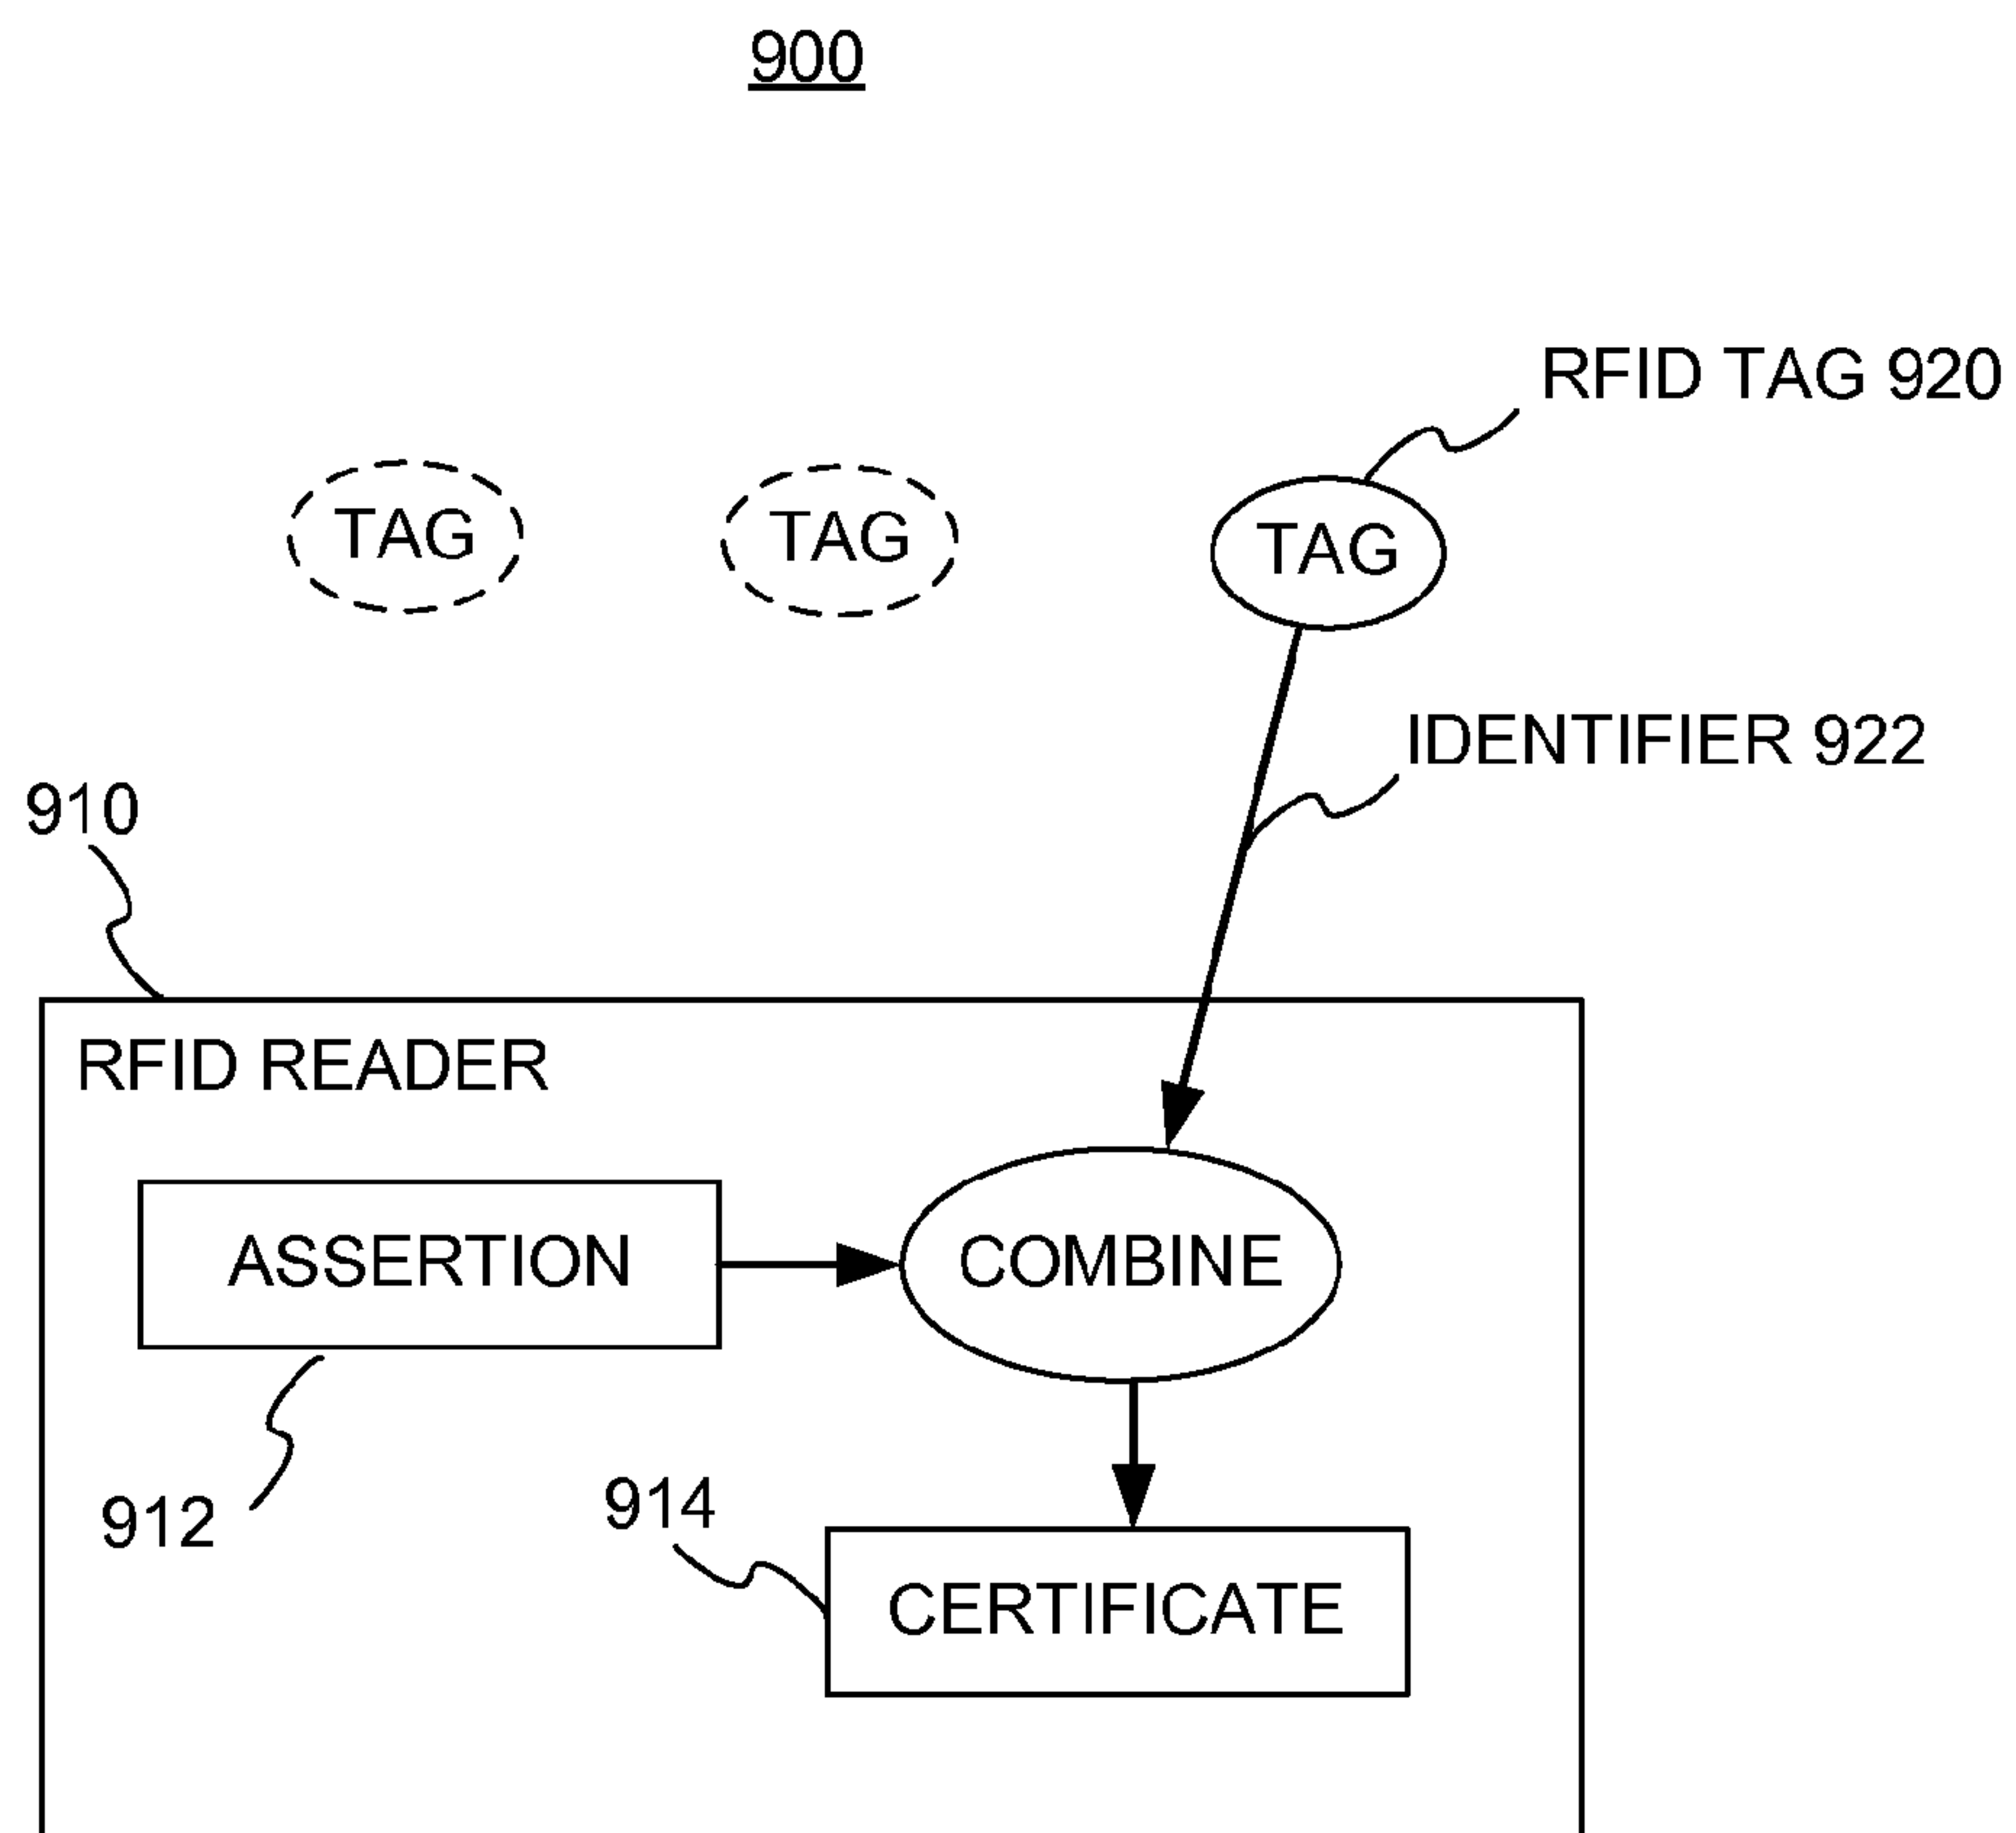 900
RFID TAG 920
TAG
TAG
TAG
IDENTIFIER 922
910
RFID READER
ASSERTION
COMBINE
912
914
CERTIFICATE